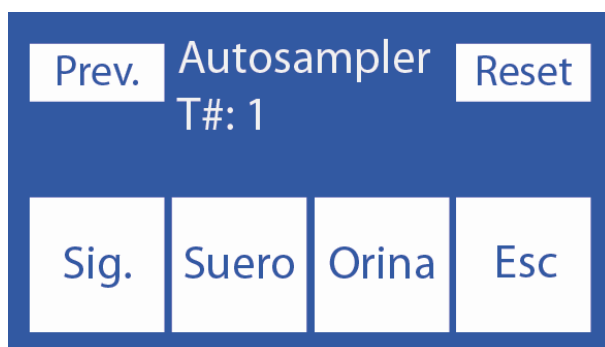 Prev.
Autosampler
Reset
T#: 1
Sig.
Suero
Orina
Esc